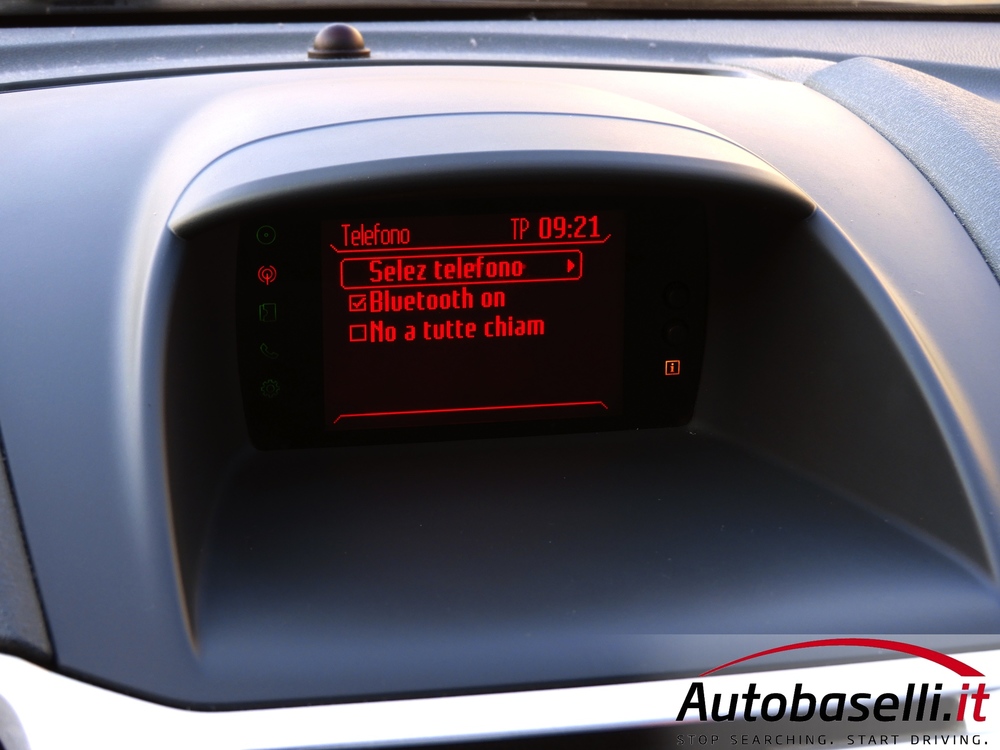 Telefono TP 09:21
Selez telefono
Bluetooth on
No a tutte chiam
i
Autobaselli.it
STOP SEARCHING. START DRIVING.